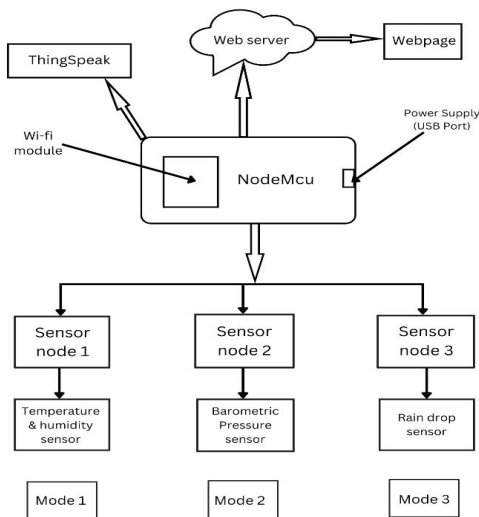 Web server
Webpage
ThingSpeak
Wi-fi
module
Power Supply
(USB Port)
NodeMcu
Sensor
node 1
Sensor
node 2
Sensor
node 3
Temperature
& humidity
sensor
Barometric
Pressure
sensor
Rain drop
sensor
Mode 1
Mode 2
Mode 3